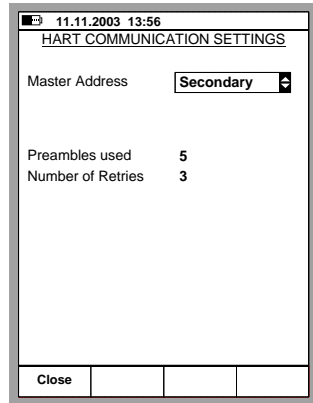 11.11.2003 13:56
HART COMMUNICATION SETTINGS
Master Address Secondary
Preambles used 5
Number of Retries 3
Close